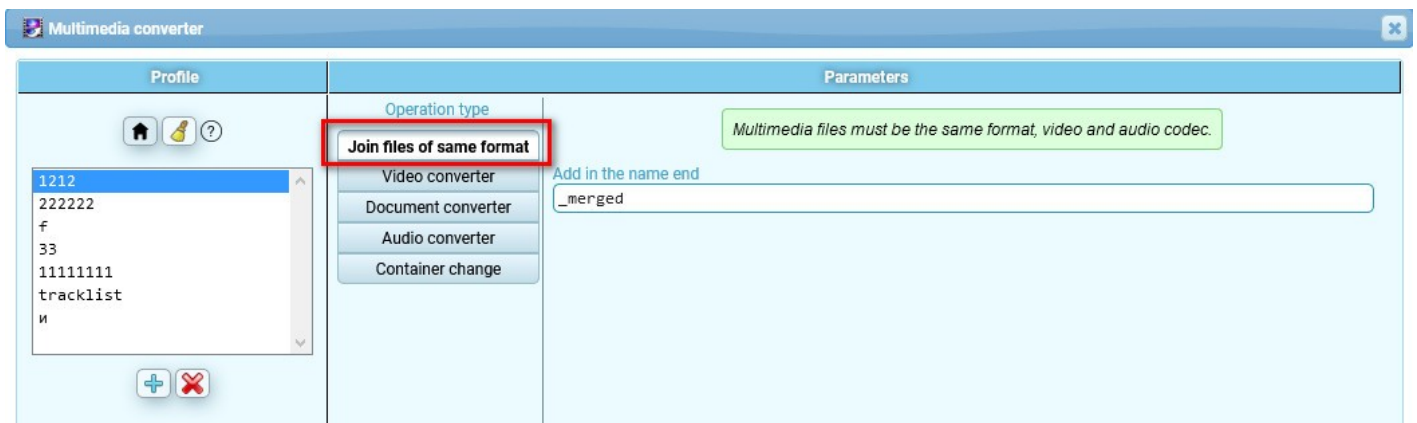 Multimedia converter
Profile
Parameters
?
1212
222222
f
33
11111111
tracklist
и
Operation type
Join files of same format
Video converter
Document converter
Audio converter
Container change
Multimedia files must be the same format, video and audio codec.
Add in the name end
_merged